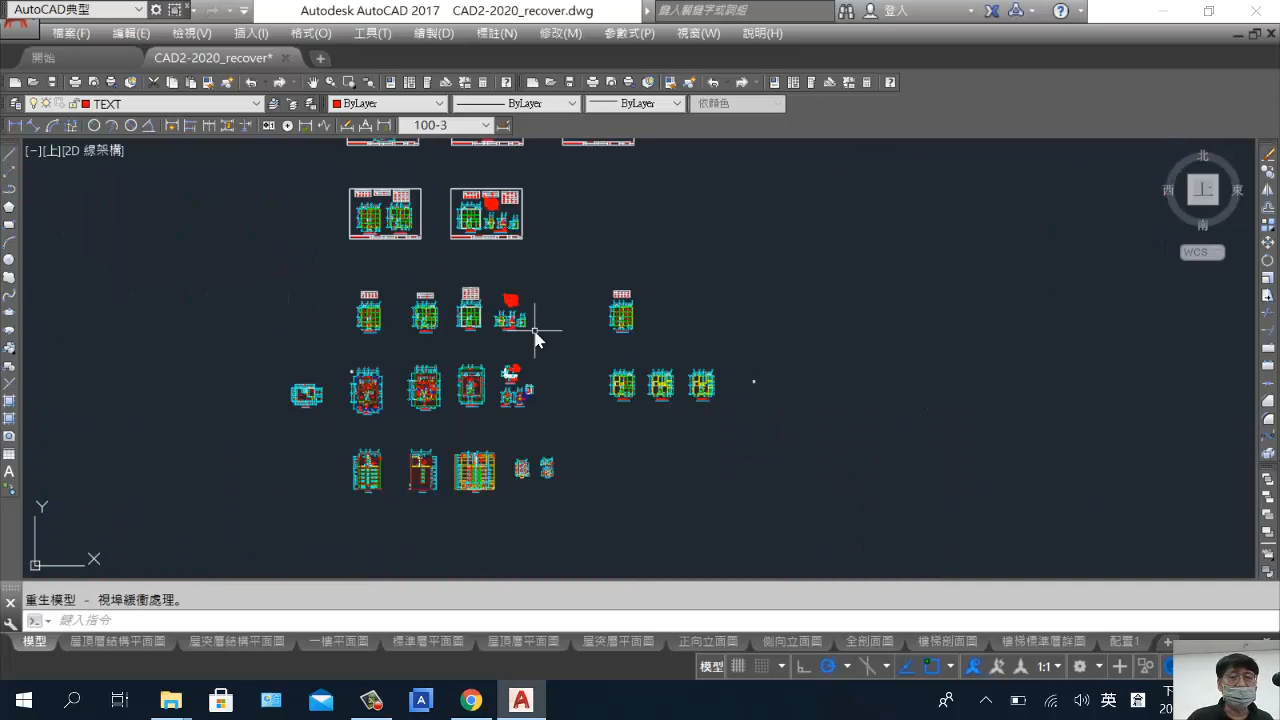 AutoCAD典型
Autodesk AutoCAD 2017 CAD2-2020_recover.dwg
鍵入關鍵字或詞組
登入
檔案(F) 編輯(E) 檢視(V) 插入(I) 格式(O) 工具(T) 繪製(D) 標註(N) 修改(M) 參數式(P) 視窗(W) 說明(H)
開始 CAD2-2020_recover*
TEXT ByLayer ByLayer ByLayer 依顏色
100-3
[−][上][2D 線架構]
北
西 上 東
南
WCS
Y
X
重生模型 - 視埠緩衝處理。
鍵入指令
模型 屋頂層結構平面圖 屋突層結構平面圖 一樓平面圖 標準層平面圖 屋頂層平面圖 屋突層平面圖 正向立面圖 側向立面圖 全剖面圖 樓梯剖面圖 樓梯標準層詳圖 配置1
模型 1:1
英
下
20